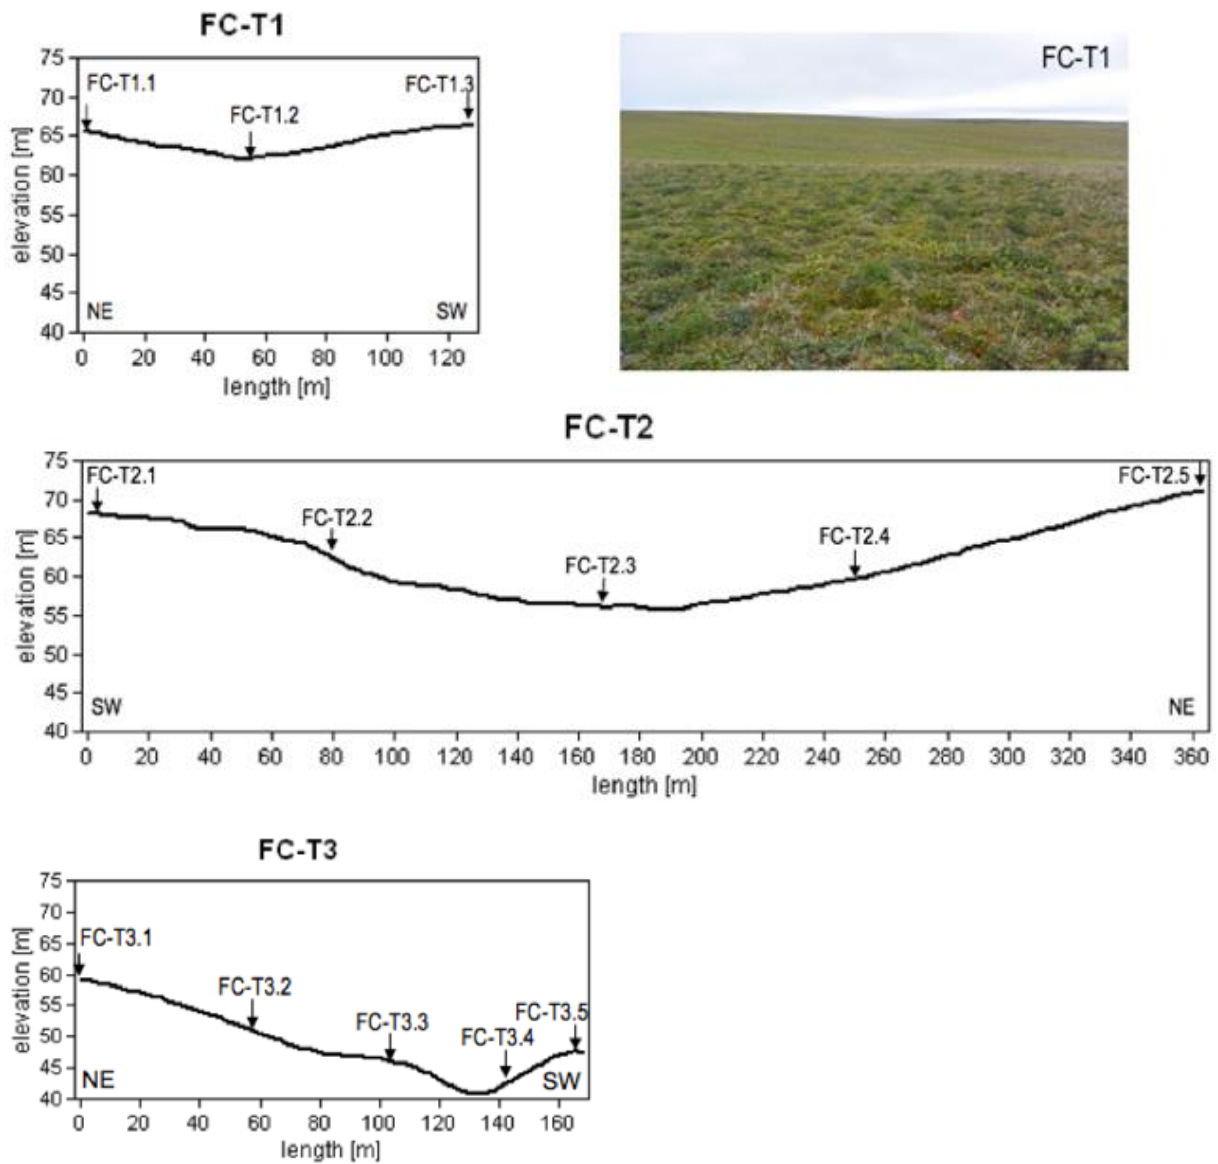 FC-T1
75
70
65
60
55
50
45
40
elevation [m]
FC-T1.1
FC-T1.2
FC-T1.3
NE
SW
0 20 40 60 80 100 120
length [m]
FC-T1
FC-T2
75
70
65
60
55
50
45
40
elevation [m]
FC-T2.1
FC-T2.2
FC-T2.3
FC-T2.4
FC-T2.5
SW
NE
0 20 40 60 80 100 120 140 160 180 200 220 240 260 280 300 320 340 360
length [m]
FC-T3
75
70
65
60
55
50
45
40
elevation [m]
FC-T3.1
FC-T3.2
FC-T3.3
FC-T3.4
FC-T3.5
NE
SW
0 20 40 60 80 100 120 140 160
length [m]